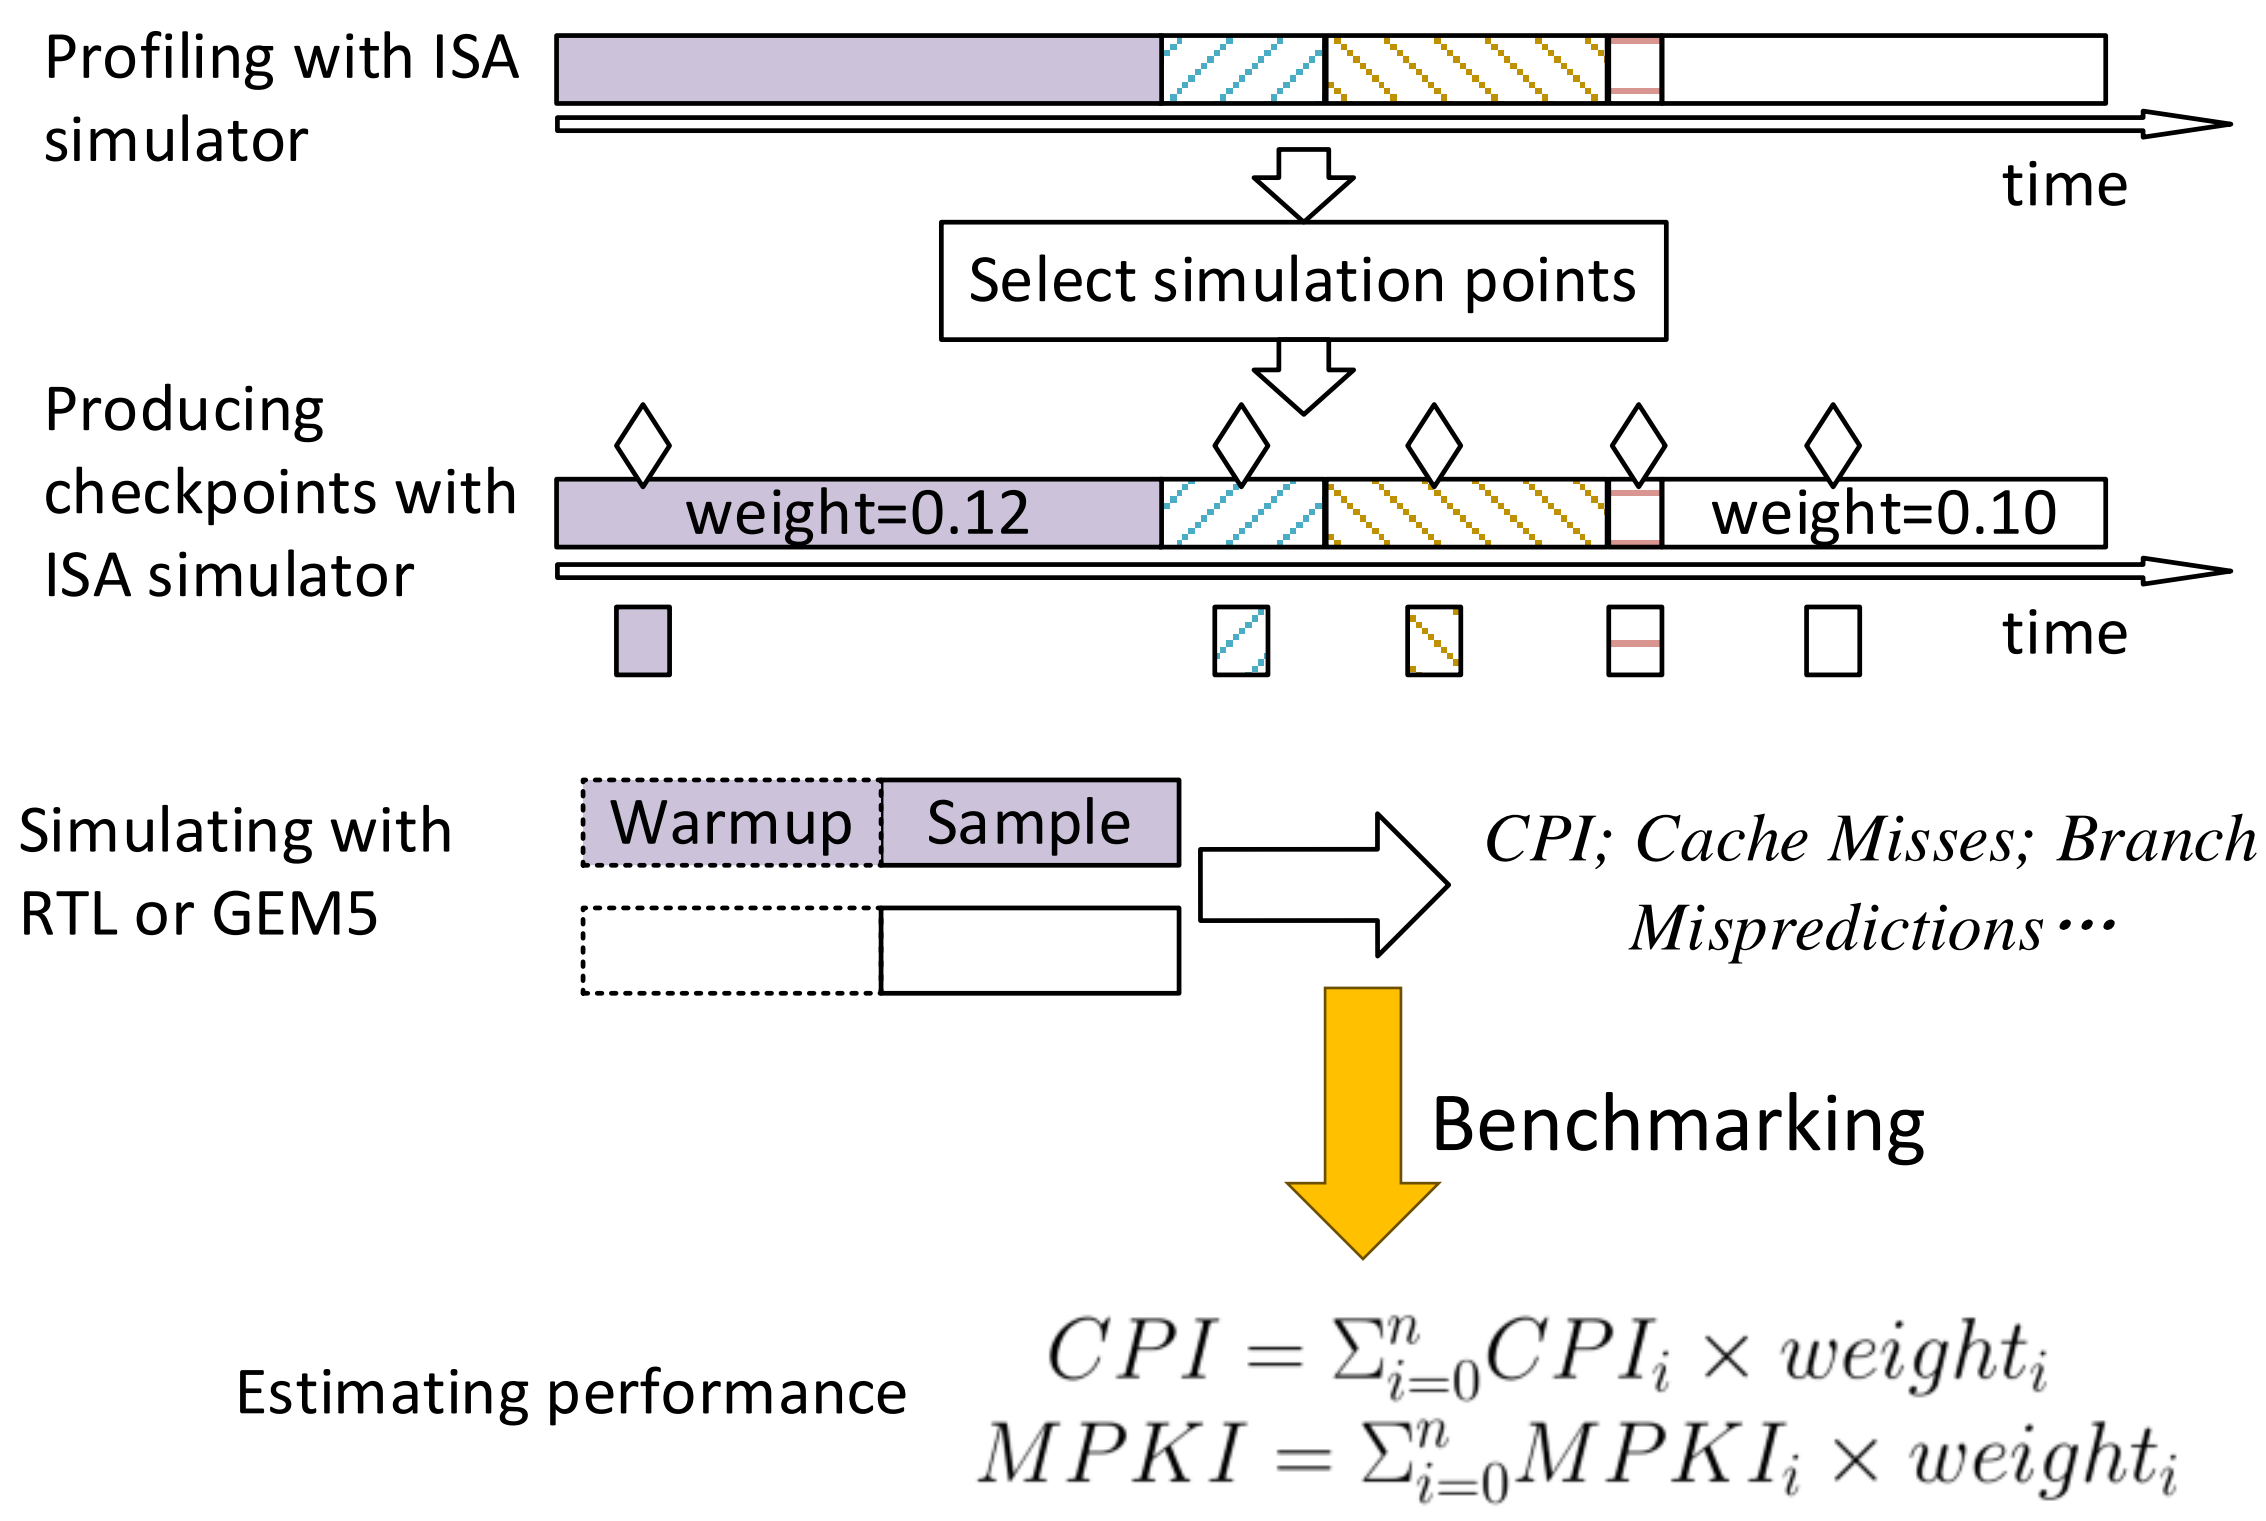 Profiling with ISA
simulator
time
Select simulation points
Producing
checkpoints with
ISA simulator
weight=0.12
weight=0.10
time
Simulating with
RTL or GEM5
Warmup
Sample
CPI; Cache Misses; Branch
Mispredictions⋯
Benchmarking
Estimating performance
CPI = Σ_{i=0}^{n} CPI_i × weight_i
MPKI = Σ_{i=0}^{n} MPKI_i × weight_i